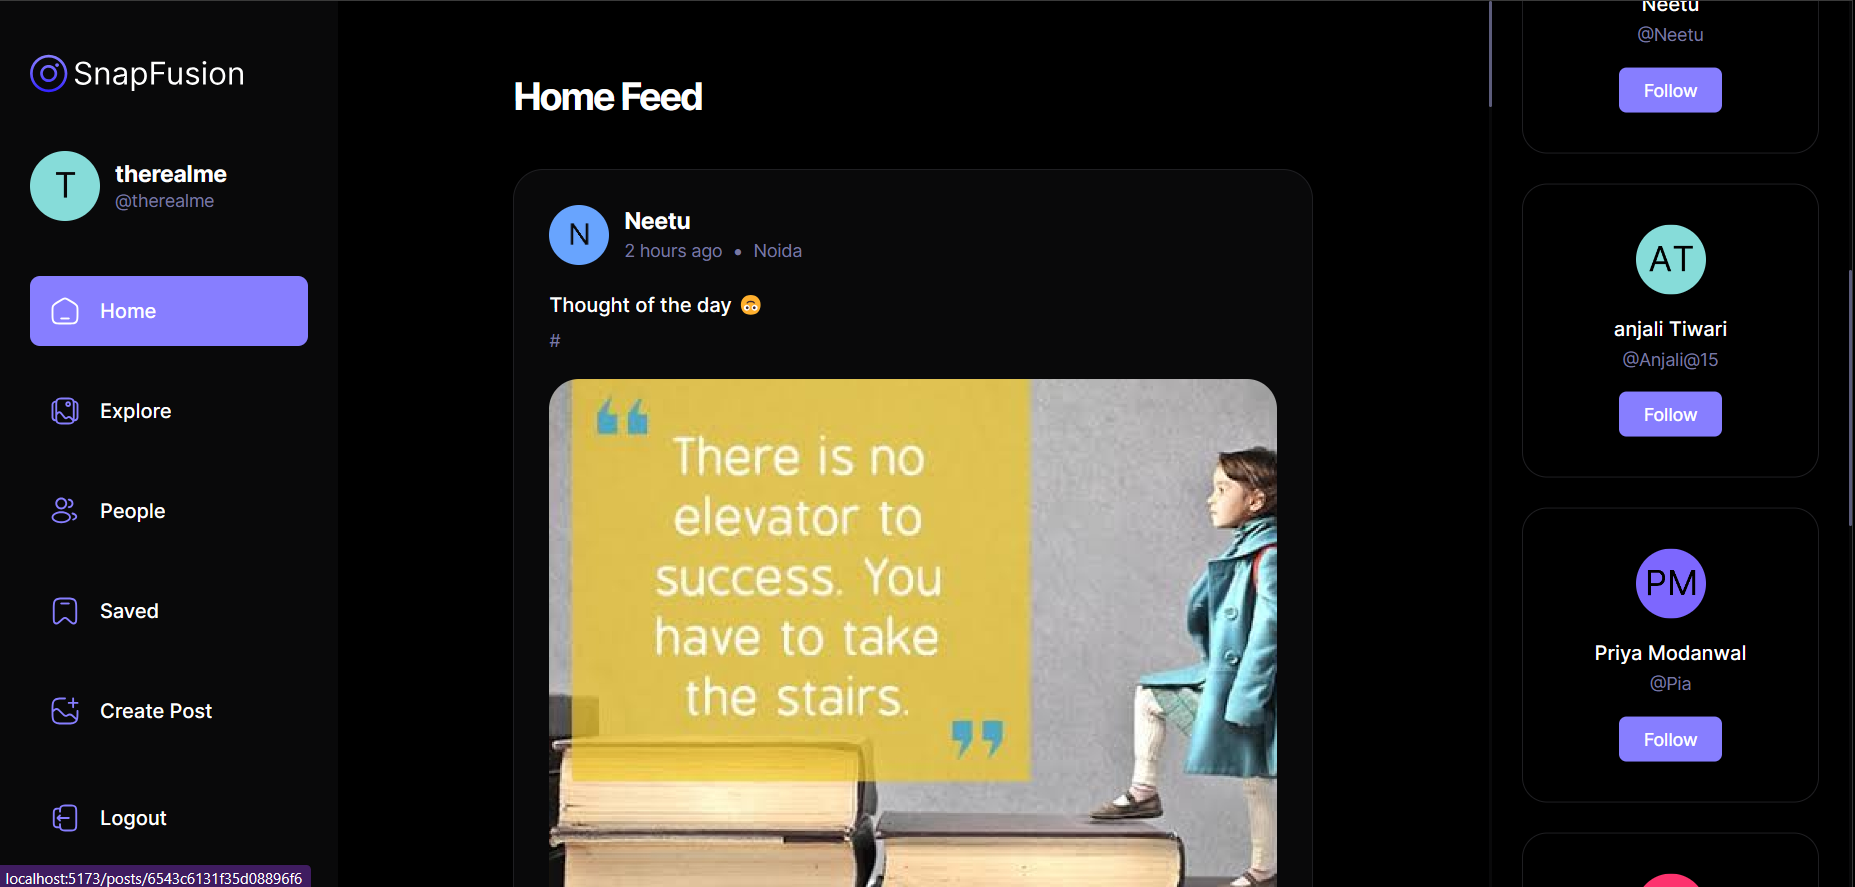 SnapFusion
T
therealme
@therealme
Home
Explore
People
Saved
Create Post
Logout
localhost:5173/posts/6543c6131f35d08896f6
Home Feed
N
Neetu
2 hours ago • Noida
Thought of the day 🙃
#
“
There is no
elevator to
success. You
have to take
the stairs.
”
Neetu
@Neetu
Follow
AT
anjali Tiwari
@Anjali@15
Follow
PM
Priya Modanwal
@Pia
Follow